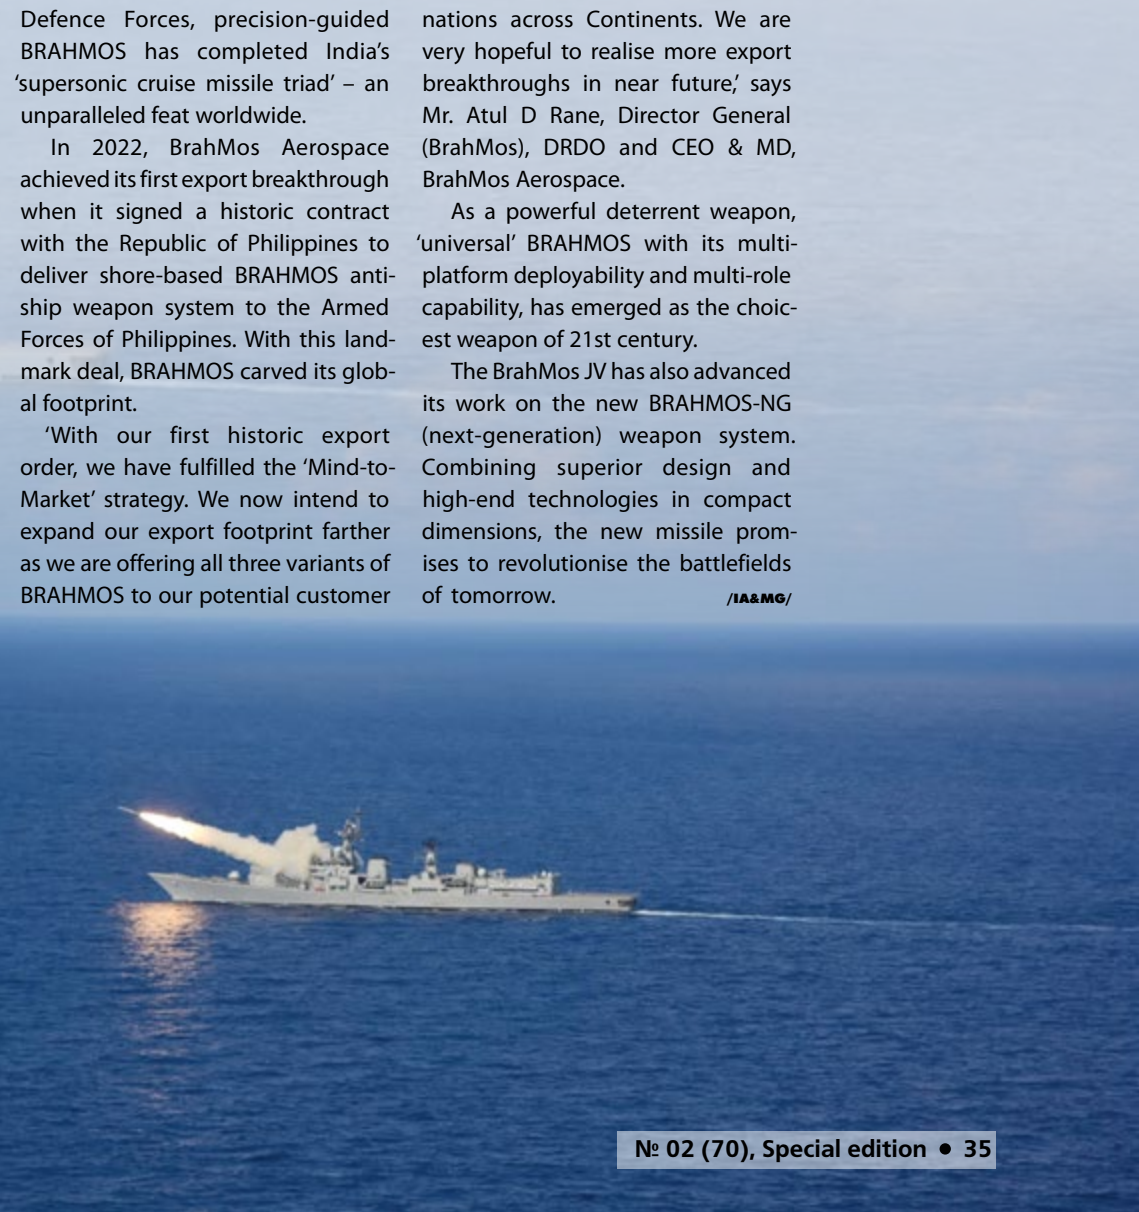 Defence Forces, precision-guided
BRAHMOS has completed India’s
‘supersonic cruise missile triad’ – an
unparalleled feat worldwide.
In 2022, BrahMos Aerospace
achieved its first export breakthrough
when it signed a historic contract
with the Republic of Philippines to
deliver shore-based BRAHMOS anti-
ship weapon system to the Armed
Forces of Philippines. With this land-
mark deal, BRAHMOS carved its glob-
al footprint.
‘With our first historic export
order, we have fulfilled the ‘Mind-to-
Market’ strategy. We now intend to
expand our export footprint farther
as we are offering all three variants of
BRAHMOS to our potential customer
nations across Continents. We are
very hopeful to realise more export
breakthroughs in near future,’ says
Mr. Atul D Rane, Director General
(BrahMos), DRDO and CEO & MD,
BrahMos Aerospace.
As a powerful deterrent weapon,
‘universal’ BRAHMOS with its multi-
platform deployability and multi-role
capability, has emerged as the choic-
est weapon of 21st century.
The BrahMos JV has also advanced
its work on the new BRAHMOS-NG
(next-generation) weapon system.
Combining superior design and
high-end technologies in compact
dimensions, the new missile prom-
ises to revolutionise the battlefields
of tomorrow. /IA&MG/
№ 02 (70), Special edition • 35